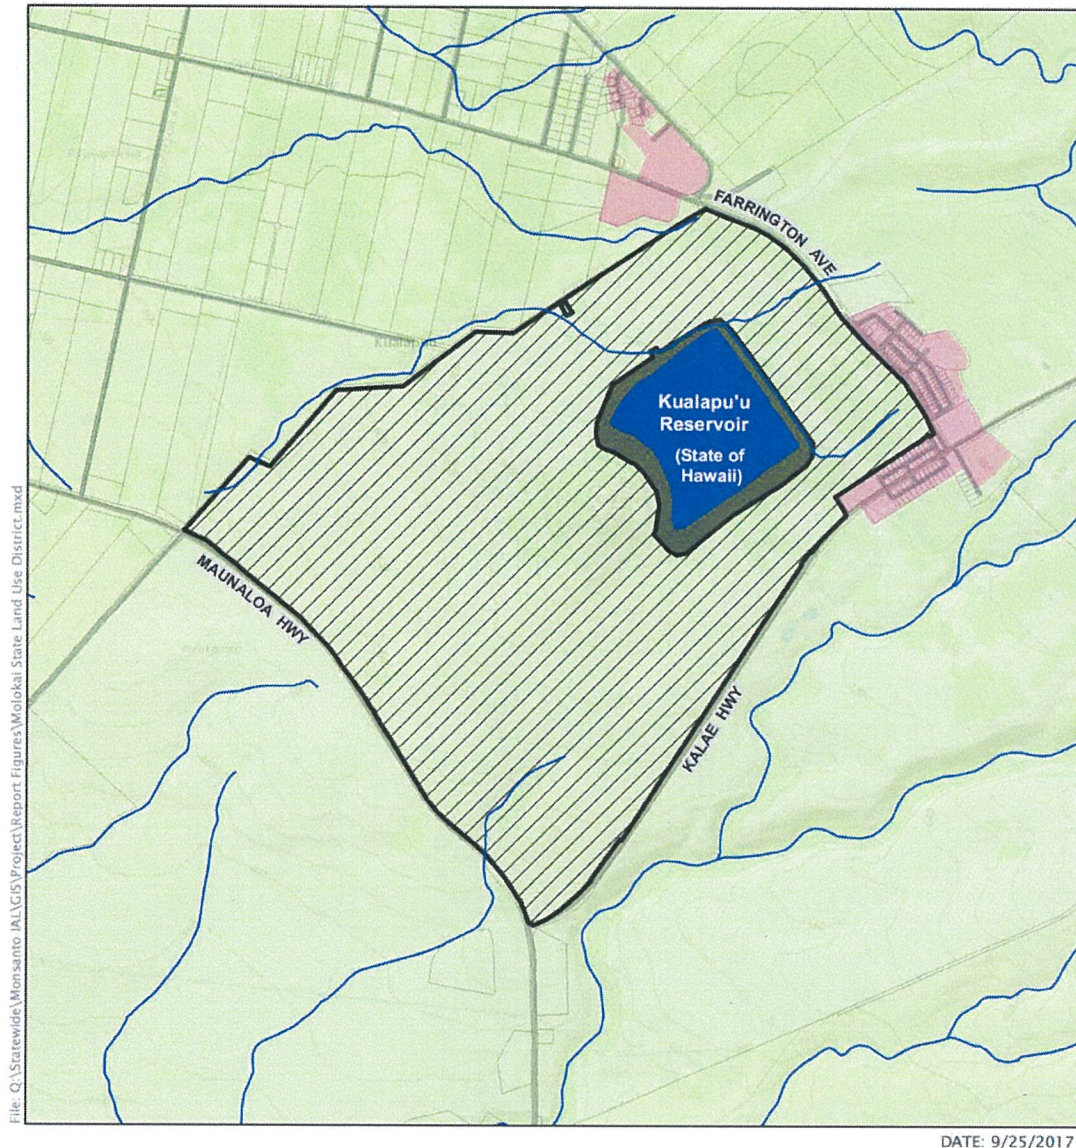 FARRINGTON AVE
Kualapuu
Kualapu'u
Reservoir
(State of
Hawaii)
MAUNALOA HWY
KALAE HWY
File: Q:\Statewide\Monsanto IAL\GIS\Project\Report Figures\Molokai State Land Use District.mxd
DATE: 9/25/2017